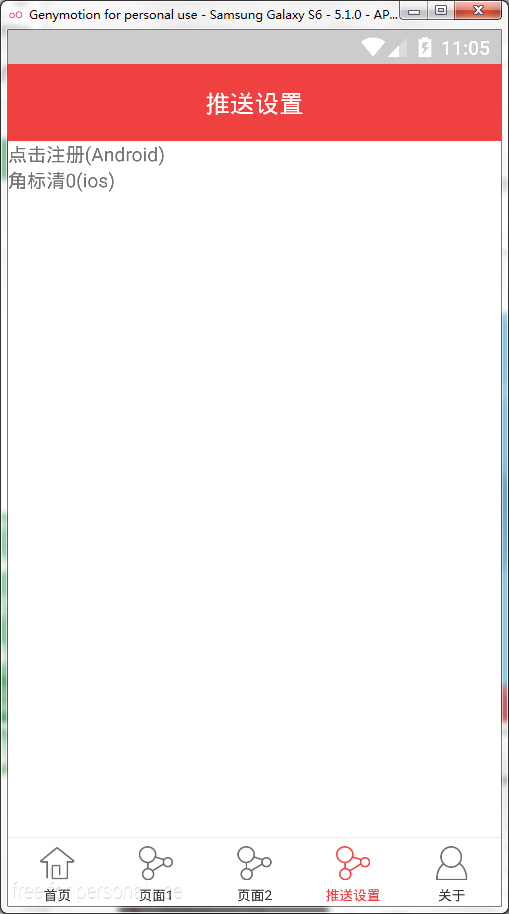 Genymotion for personal use - Samsung Galaxy S6 - 5.1.0 - AP...
11:05
推送设置
点击注册(Android)
角标清0(ios)
free for personal use
首页
页面1
页面2
推送设置
关于